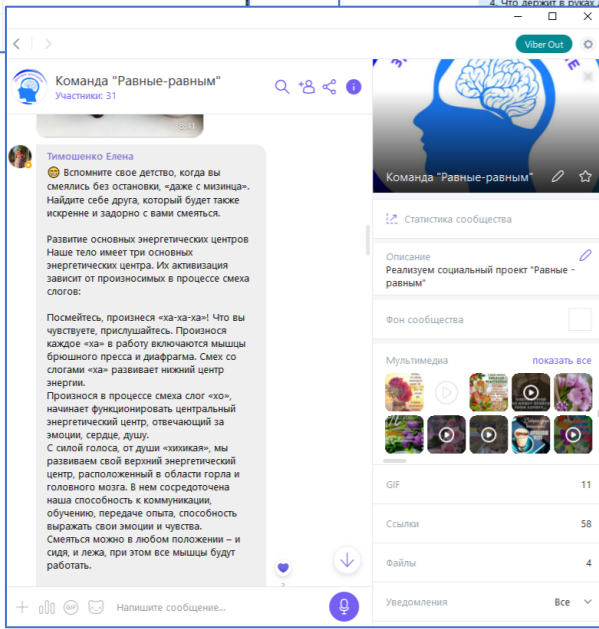 4. Что держит в руках
Viber Out
Команда "Равные-равным"
Участники: 31
18:41
Тимошенко Елена
😁 Вспомните свое детство, когда вы
смеялись без остановки, «даже с мизинца».
Найдите себе друга, который будет также
искренне и задорно с вами смеяться.
Развитие основных энергетических центров
Наше тело имеет три основных
энергетических центра. Их активизация
зависит от произносимых в процессе смеха
слогов:
Посмейтесь, произнеся «ха-ха-ха»! Что вы
чувствуете, прислушайтесь. Произнося
каждое «ха» в работу включаются мышцы
брюшного пресса и диафрагма. Смех со
слогами «ха» развивает нижний центр
энергии.
Произнося в процессе смеха слог «хо»,
начинает функционировать центральный
энергетический центр, отвечающий за
эмоции, сердце, душу.
С силой голоса, от души «хихикая», мы
развиваем свой верхний энергетический
центр, расположенный в области горла и
головного мозга. В нем сосредоточена
наша способность к коммуникации,
обучению, передаче опыта, способность
выражать свои эмоции и чувства.
Смеяться можно в любом положении – и
сидя, и лежа, при этом все мышцы будут
работать.
GIF
Напишите сообщение...
Команда "Равные-равным"
Статистика сообщества
Описание
Реализуем социальный проект "Равные -
равным"
Фон сообщества
Мультимедиа
показать все
GIF 11
Ссылки 58
Файлы 4
Уведомления Все